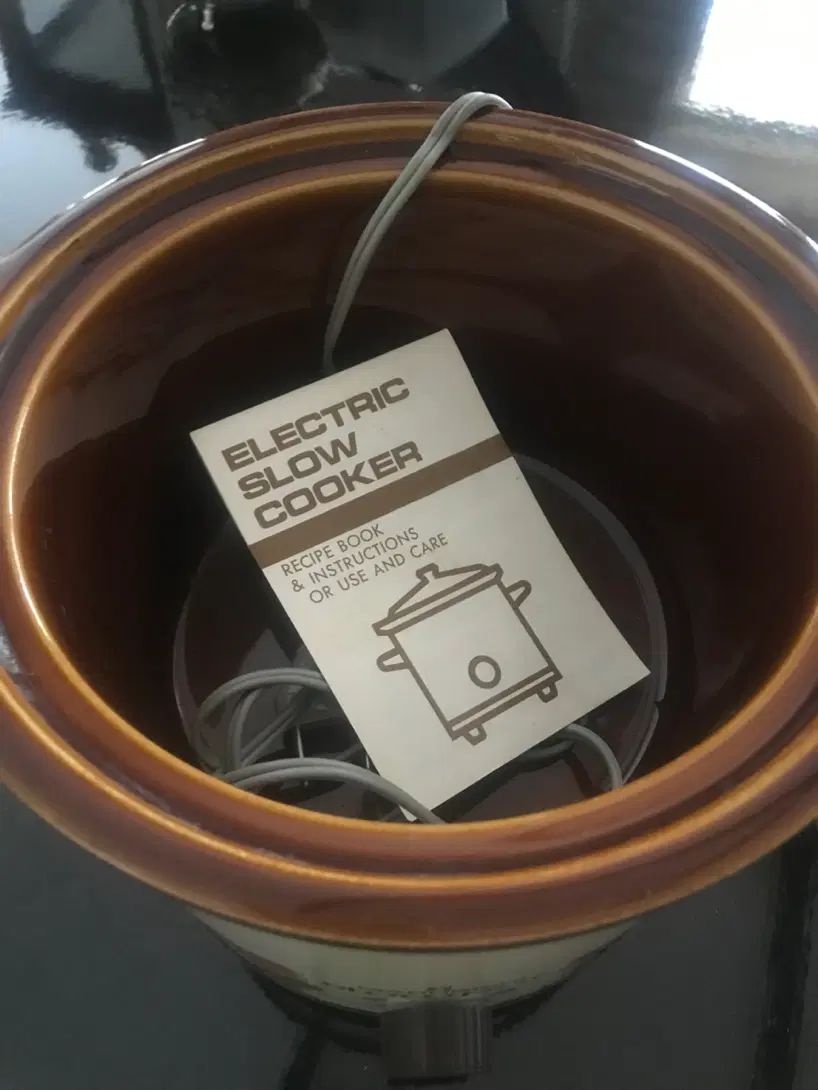 ELECTRIC
SLOW
COOKER
RECIPE BOOK
& INSTRUCTIONS
OR USE AND CARE